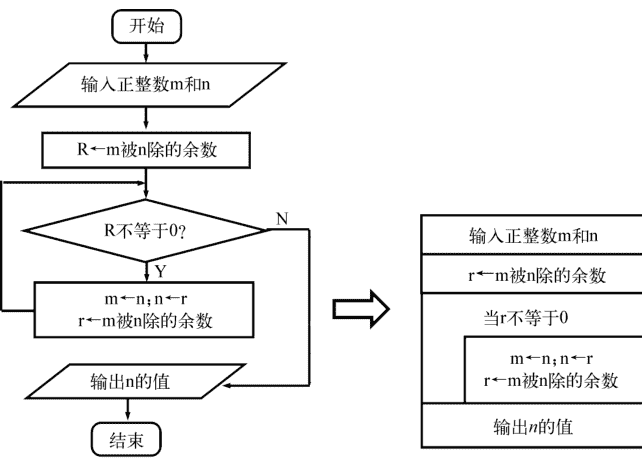 开始
输入正整数m和n
R←m被n除的余数
R不等于0?
N
Y
m←n;n←r
r←m被n除的余数
输出n的值
结束
输入正整数m和n
r←m被n除的余数
当r不等于0
m←n;n←r
r←m被n除的余数
输出n的值